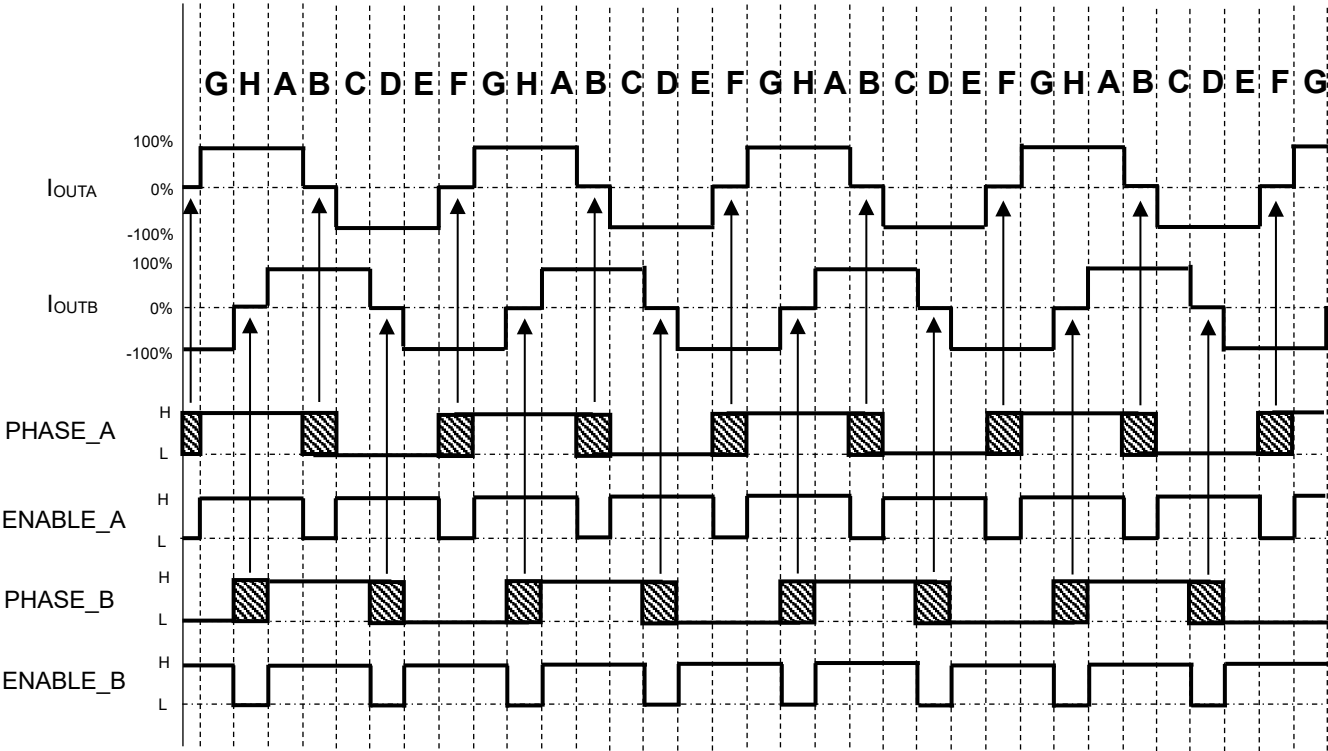 G H A B C D E F G H A B C D E F G H A B C D E F G H A B C D E F G
100%
IOUTA
0%
-100%
100%
IOUTB
0%
-100%
H
PHASE_A
L
H
ENABLE_A
L
H
PHASE_B
L
H
ENABLE_B
L